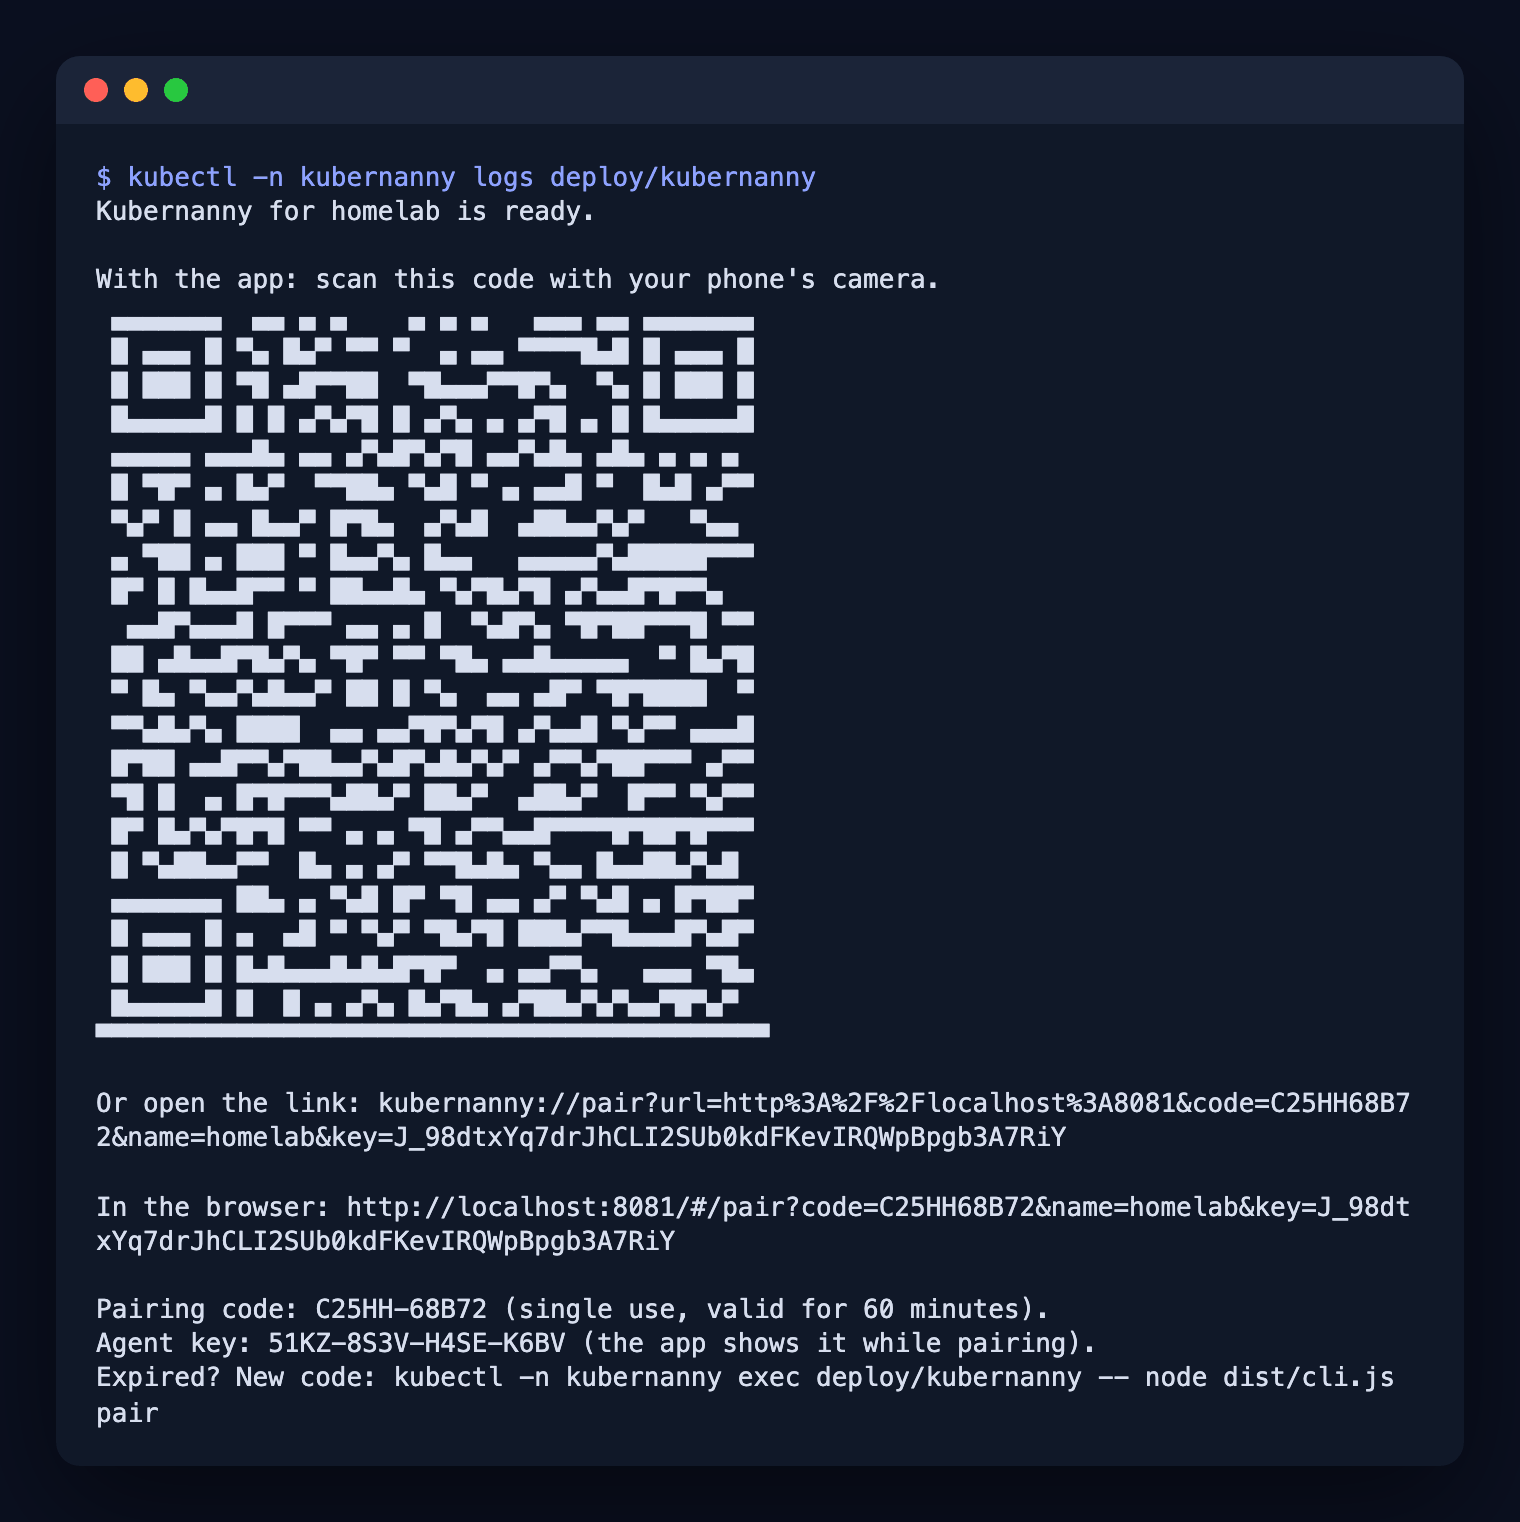 $ kubectl -n kubernanny logs deploy/kubernanny
Kubernanny for homelab is ready.
With the app: scan this code with your phone's camera.
Or open the link: kubernanny://pair?url=http%3A%2F%2Flocalhost%3A8081&code=C25HH68B7
2&name=homelab&key=J_98dtxYq7drJhCLI2SUb0kdFKevIRQWpBpgb3A7RiY
In the browser: http://localhost:8081/#/pair?code=C25HH68B72&name=homelab&key=J_98dt
xYq7drJhCLI2SUb0kdFKevIRQWpBpgb3A7RiY
Pairing code: C25HH-68B72 (single use, valid for 60 minutes).
Agent key: 51KZ-8S3V-H4SE-K6BV (the app shows it while pairing).
Expired? New code: kubectl -n kubernanny exec deploy/kubernanny -- node dist/cli.js
pair